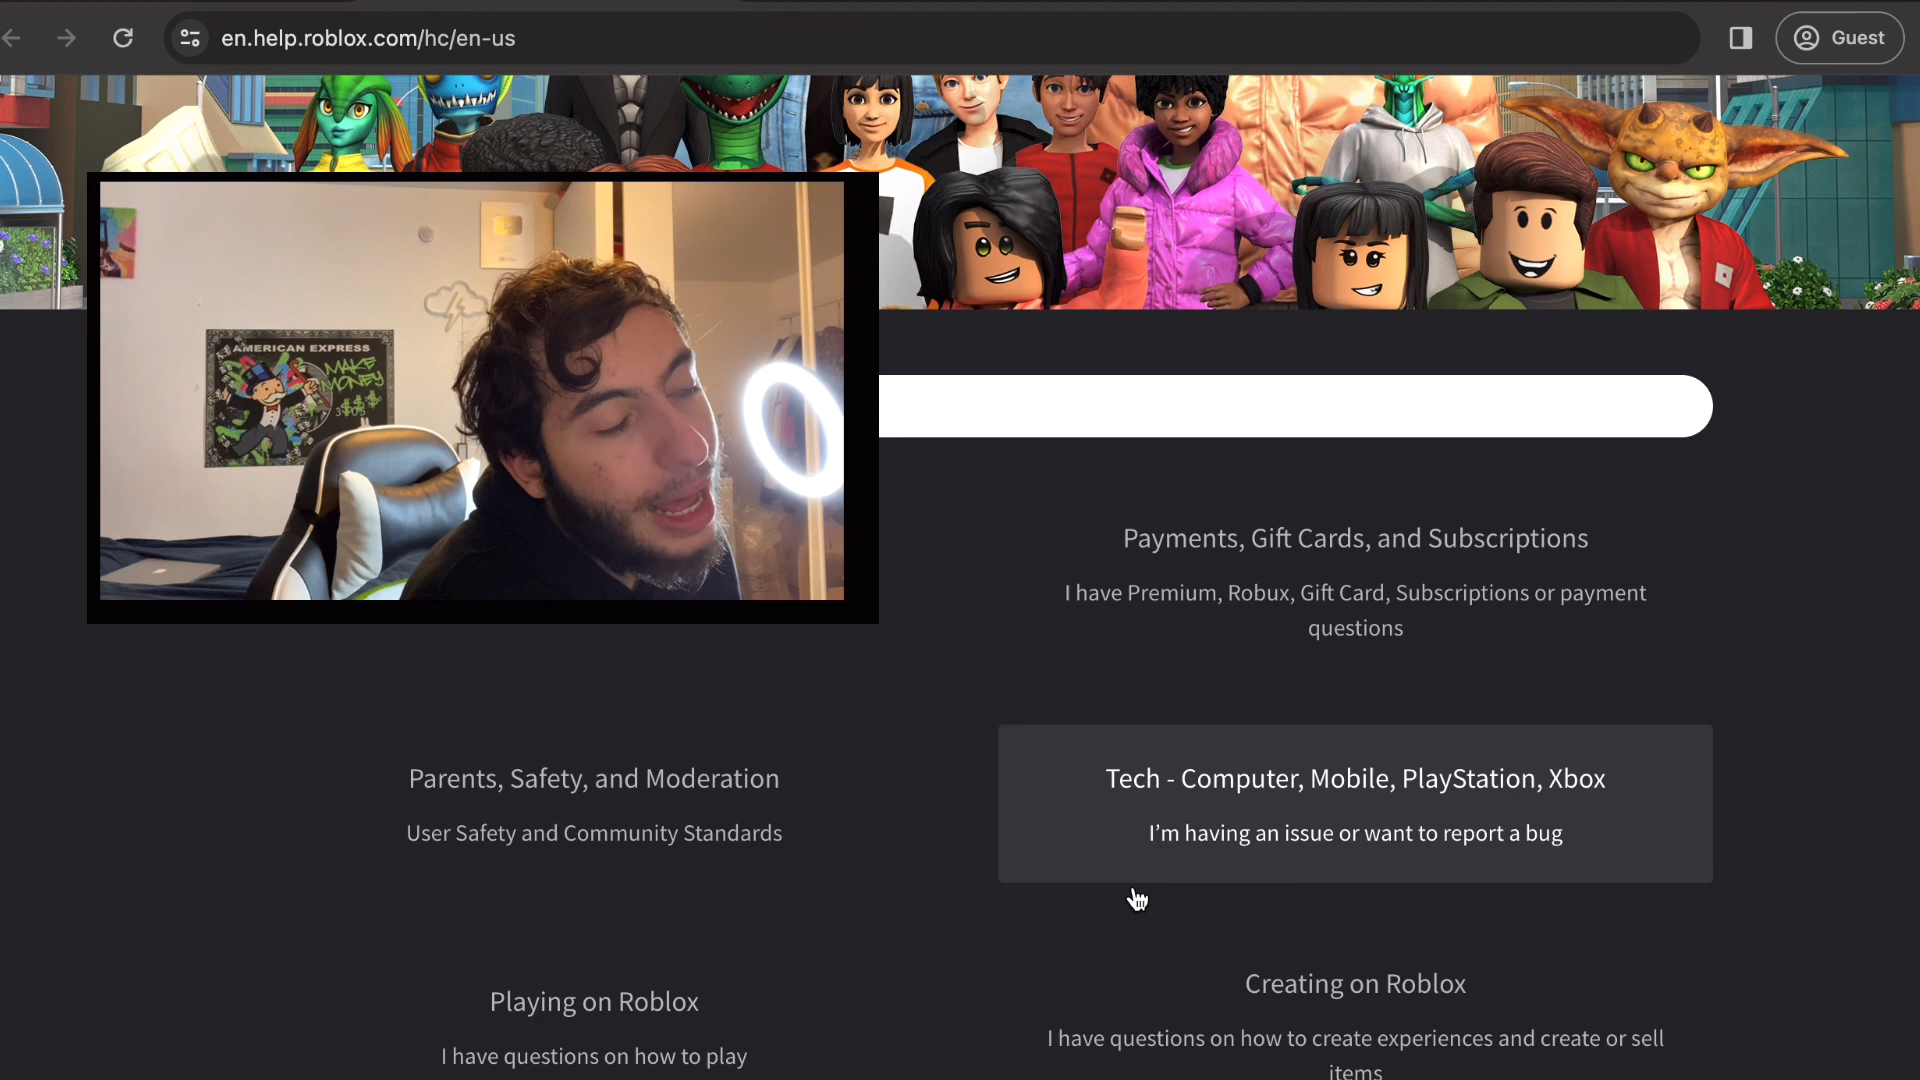 en.help.roblox.com/hc/en-us
Guest
AMERICAN EXPRESS
MAKE
MONEY
$$$
Payments, Gift Cards, and Subscriptions
I have Premium, Robux, Gift Card, Subscriptions or payment
questions
Parents, Safety, and Moderation
User Safety and Community Standards
Tech - Computer, Mobile, PlayStation, Xbox
I’m having an issue or want to report a bug
Playing on Roblox
I have questions on how to play
Creating on Roblox
I have questions on how to create experiences and create or sell
items